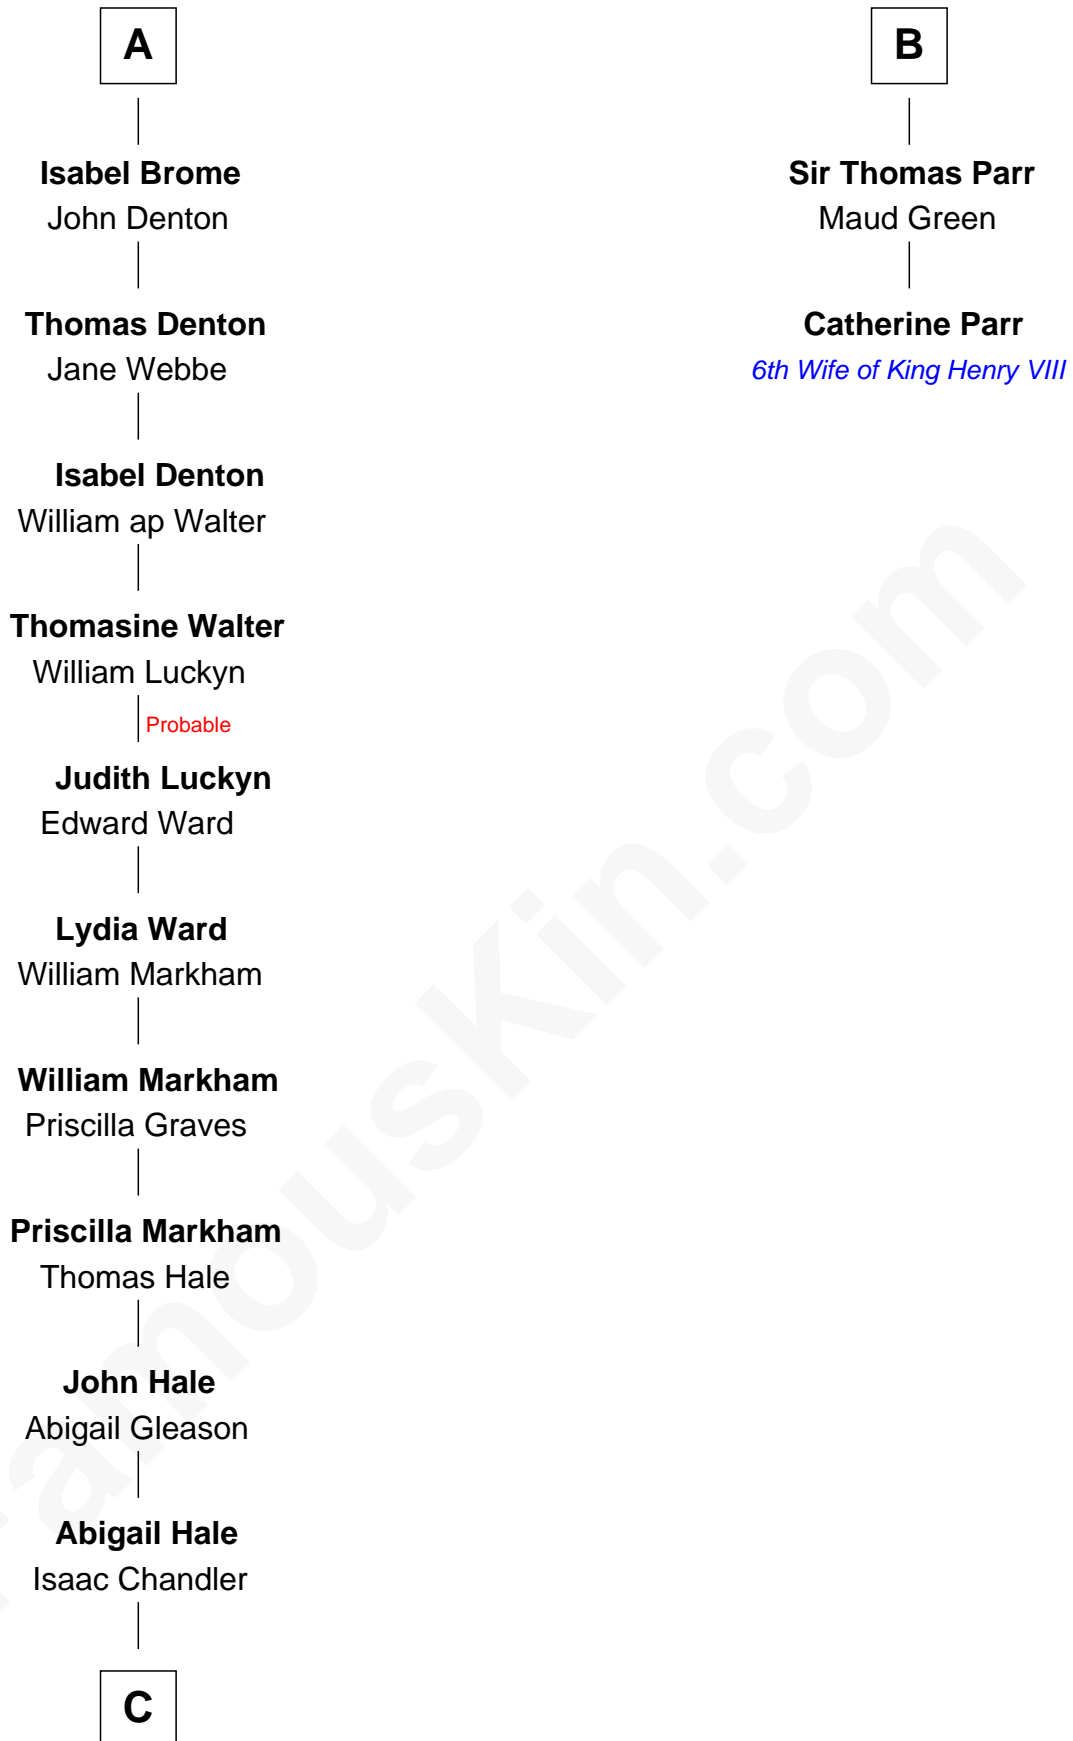 A
Isabel Brome
John Denton
Thomas Denton
Jane Webbe
Isabel Denton
William ap Walter
Thomasine Walter
William Luckyn
Probable
Judith Luckyn
Edward Ward
Lydia Ward
William Markham
William Markham
Priscilla Graves
Priscilla Markham
Thomas Hale
John Hale
Abigail Gleason
Abigail Hale
Isaac Chandler
C
B
Sir Thomas Parr
Maud Green
Catherine Parr
6th Wife of King Henry VIII
FamousKin.com